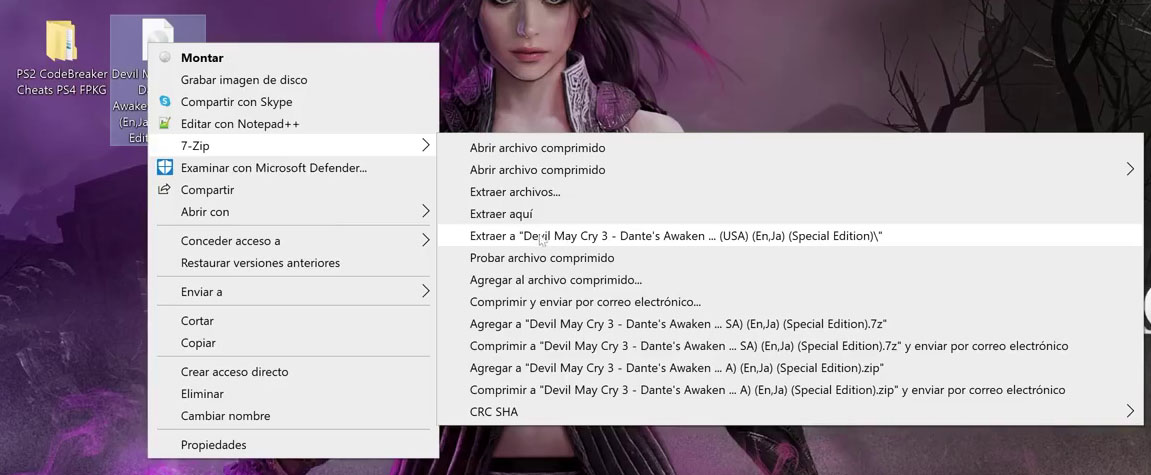 PS2 CodeBreaker
Cheats PS4 FPKG
Devil M
D
Awake
(En,Ja
Edit
Montar
Grabar imagen de disco
Compartir con Skype
Editar con Notepad++
7-Zip
Examinar con Microsoft Defender...
Compartir
Abrir con
Conceder acceso a
Restaurar versiones anteriores
Enviar a
Cortar
Copiar
Crear acceso directo
Eliminar
Cambiar nombre
Propiedades
Abrir archivo comprimido
Abrir archivo comprimido
Extraer archivos...
Extraer aquí
Extraer a "Devil May Cry 3 - Dante's Awaken ... (USA) (En,Ja) (Special Edition)\"
Probar archivo comprimido
Agregar al archivo comprimido...
Comprimir y enviar por correo electrónico...
Agregar a "Devil May Cry 3 - Dante's Awaken ... SA) (En,Ja) (Special Edition).7z"
Comprimir a "Devil May Cry 3 - Dante's Awaken ... SA) (En,Ja) (Special Edition).7z" y enviar por correo electrónico
Agregar a "Devil May Cry 3 - Dante's Awaken ... A) (En,Ja) (Special Edition).zip"
Comprimir a "Devil May Cry 3 - Dante's Awaken ... A) (En,Ja) (Special Edition).zip" y enviar por correo electrónico
CRC SHA